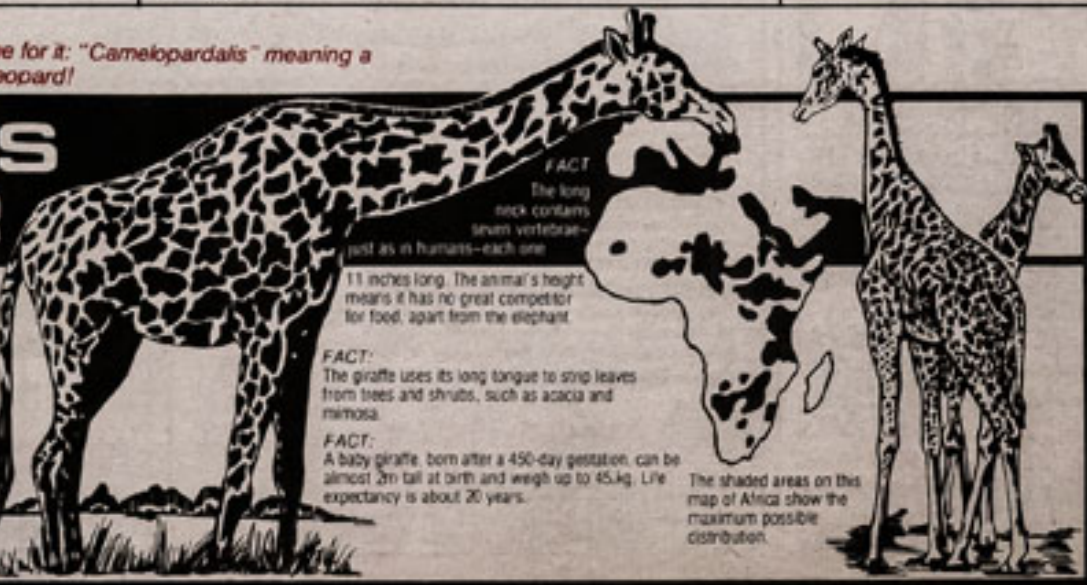 e for it: "Camelopardalis" meaning a
eopard!
S
FACT
The long
neck contains
seven vertebrae—
just as in humans—each one
11 inches long. The animal's height
means it has no great competitor
for food, apart from the elephant
FACT:
The giraffe uses its long tongue to strip leaves
from trees and shrubs, such as acacia and
mimosa.
FACT:
A baby giraffe, born after a 450-day gestation, can be
almost 2m tall at birth and weigh up to 45.kg. Life
expectancy is about 20 years.
The shaded areas on this
map of Africa show the
maximum possible
distribution.